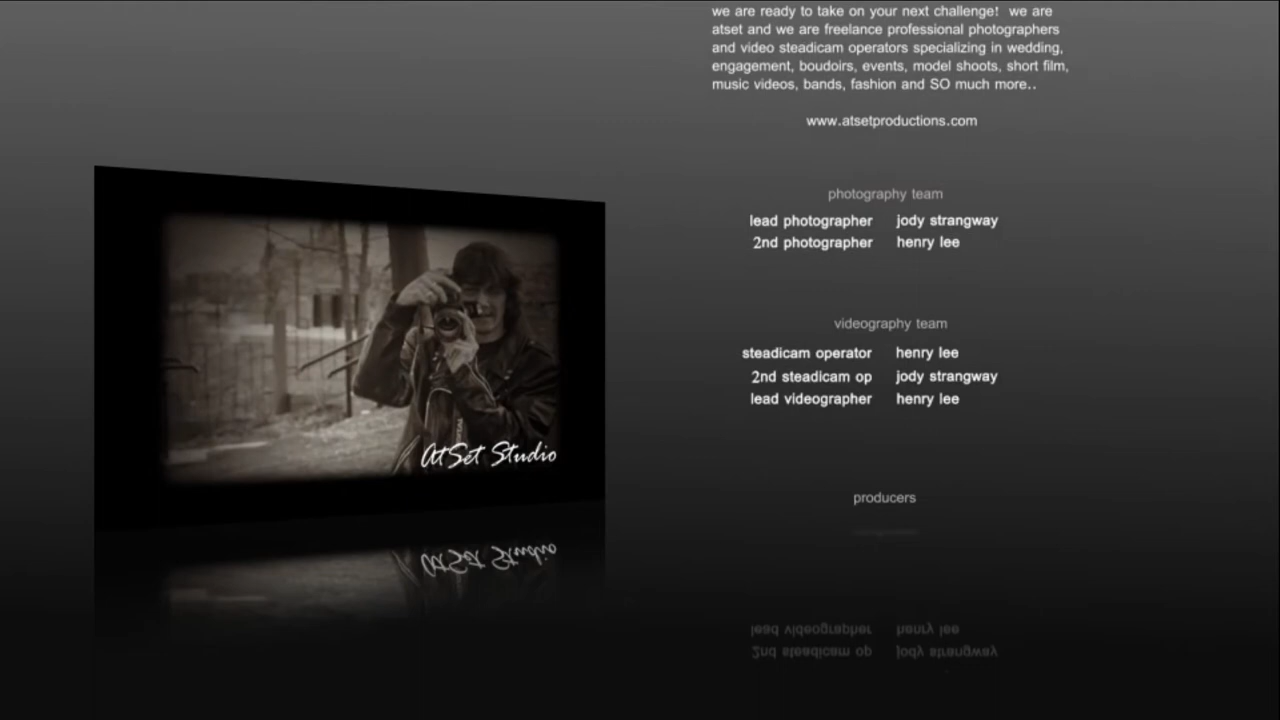 we are ready to take on your next challenge!  we are
atset and we are freelance professional photographers
and video steadicam operators specializing in wedding,
engagement, boudoirs, events, model shoots, short film,
music videos, bands, fashion and SO much more..
www.atsetproductions.com
photography team
lead photographer jody strangway
2nd photographer henry lee
videography team
steadicam operator henry lee
2nd steadicam op jody strangway
lead videographer henry lee
producers
AtSet Studio